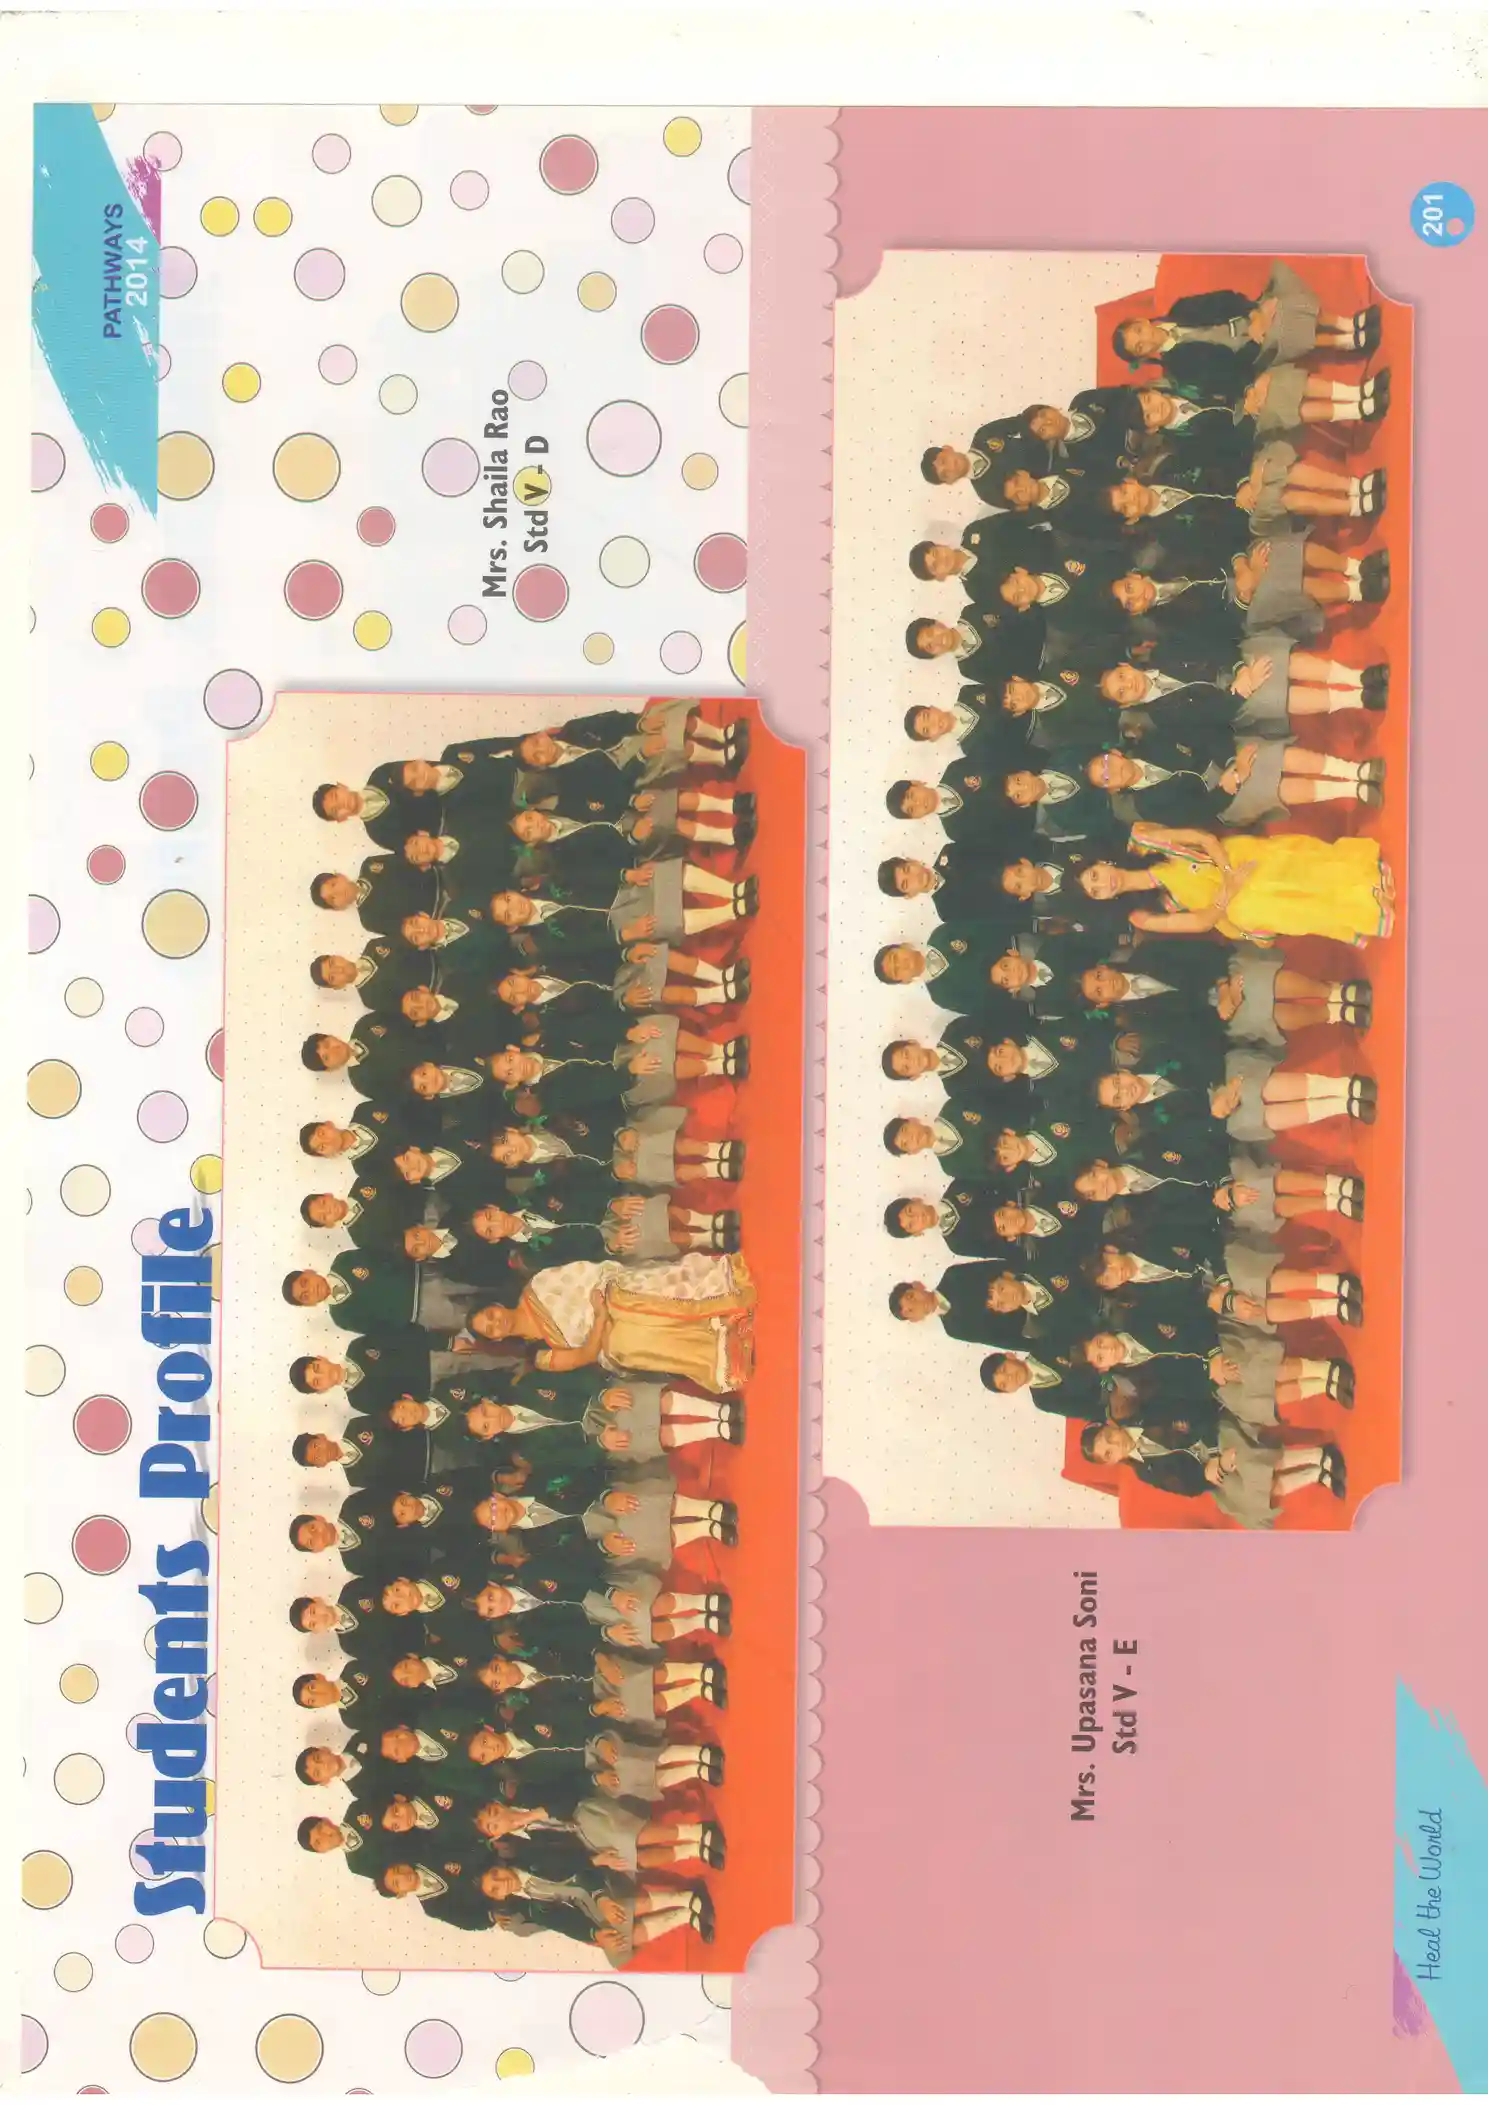 PATHWAYS
2014
Students Profile
Mrs. Shaila Rao
Std V - D
Mrs. Upasana Soni
Std V - E
Heal the World
201